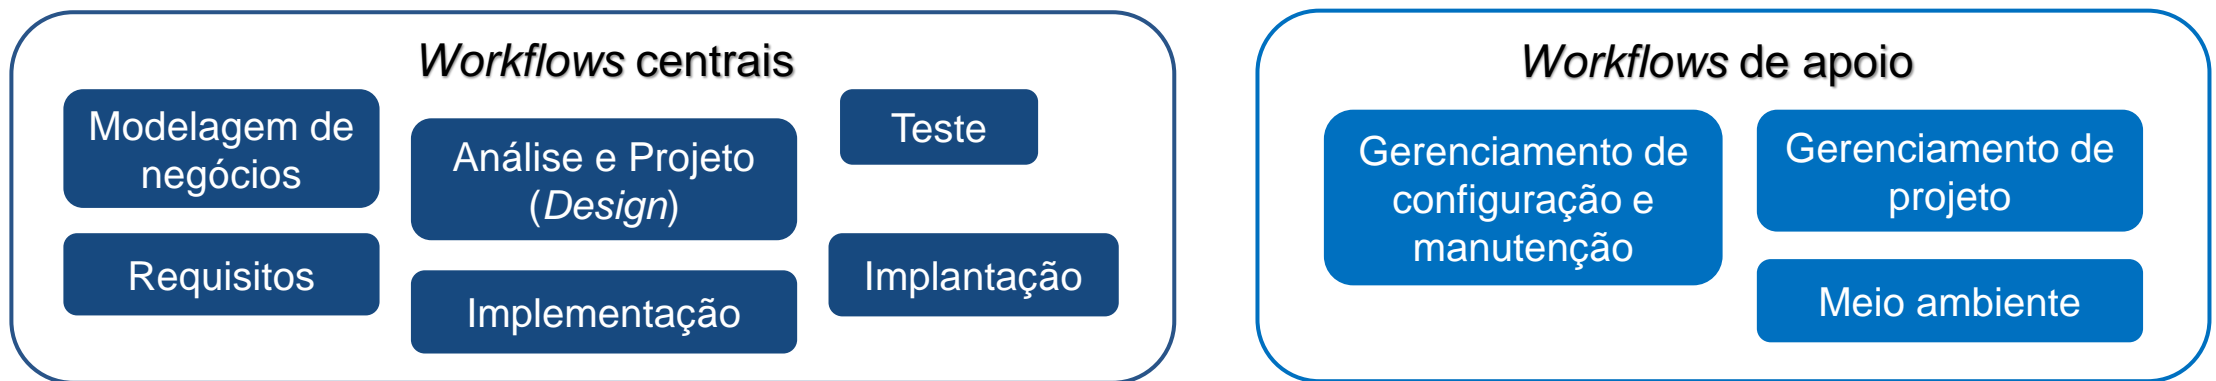 Workflows centrais
Modelagem de
negócios
Requisitos
Análise e Projeto
(Design)
Implementação
Teste
Implantação
Workflows de apoio
Gerenciamento de
configuração e
manutenção
Gerenciamento de
projeto
Meio ambiente